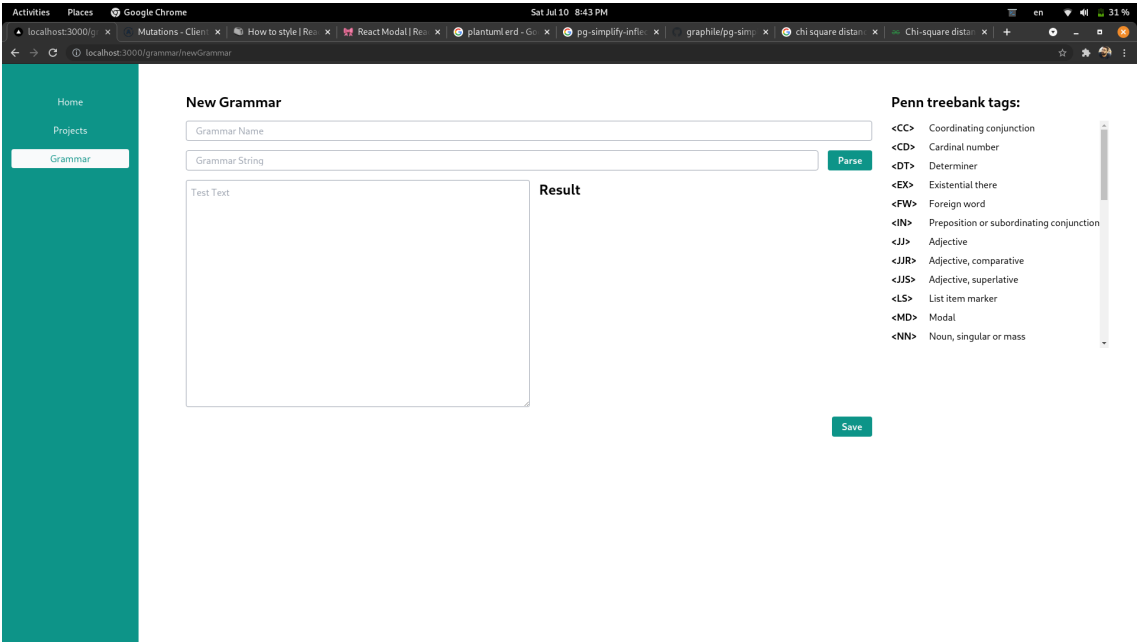 Activities Places Google Chrome Sat Jul 10 8:43 PM en 31 %
localhost:3000/g Mutations - Client How to style | Rea React Modal | Rea plantuml erd - Go pg-simplify-inflec graphile/pg-simp chi square distanc Chi-square distan
localhost:3000/grammar/newGrammar
Home
Projects
Grammar
New Grammar
Grammar Name
Grammar String
Parse
Test Text
Result
Save
Penn treebank tags:
<CC> Coordinating conjunction
<CD> Cardinal number
<DT> Determiner
<EX> Existential there
<FW> Foreign word
<IN> Preposition or subordinating conjunction
<JJ> Adjective
<JJR> Adjective, comparative
<JJS> Adjective, superlative
<LS> List item marker
<MD> Modal
<NN> Noun, singular or mass